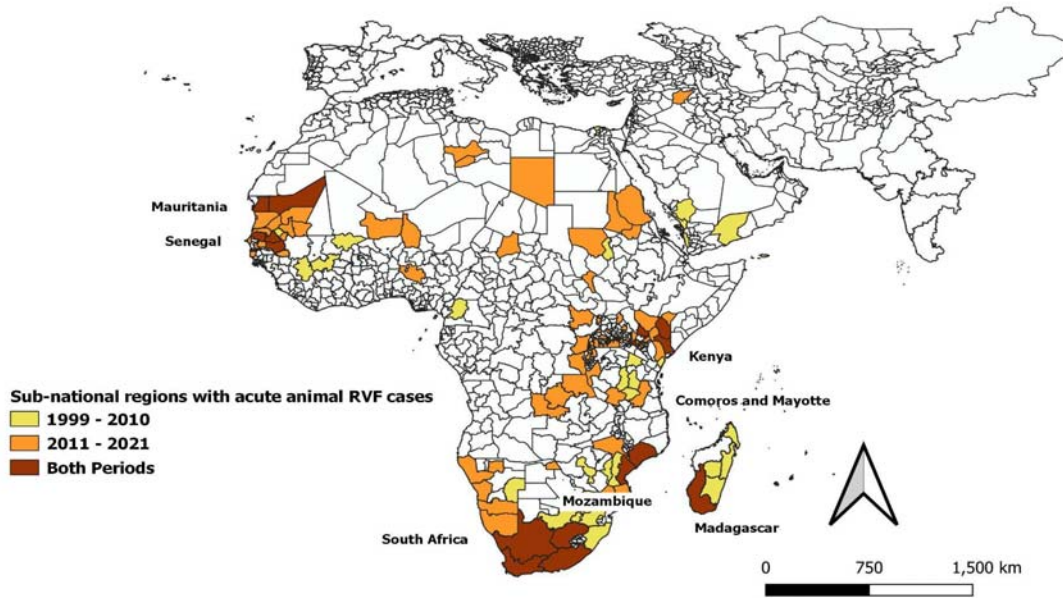 Mauritania
Senegal
Kenya
Sub-national regions with acute animal RVF cases
Comoros and Mayotte
1999 - 2010
2011 - 2021
Both Periods
Mozambique
Madagascar
South Africa
0 750 1,500 km